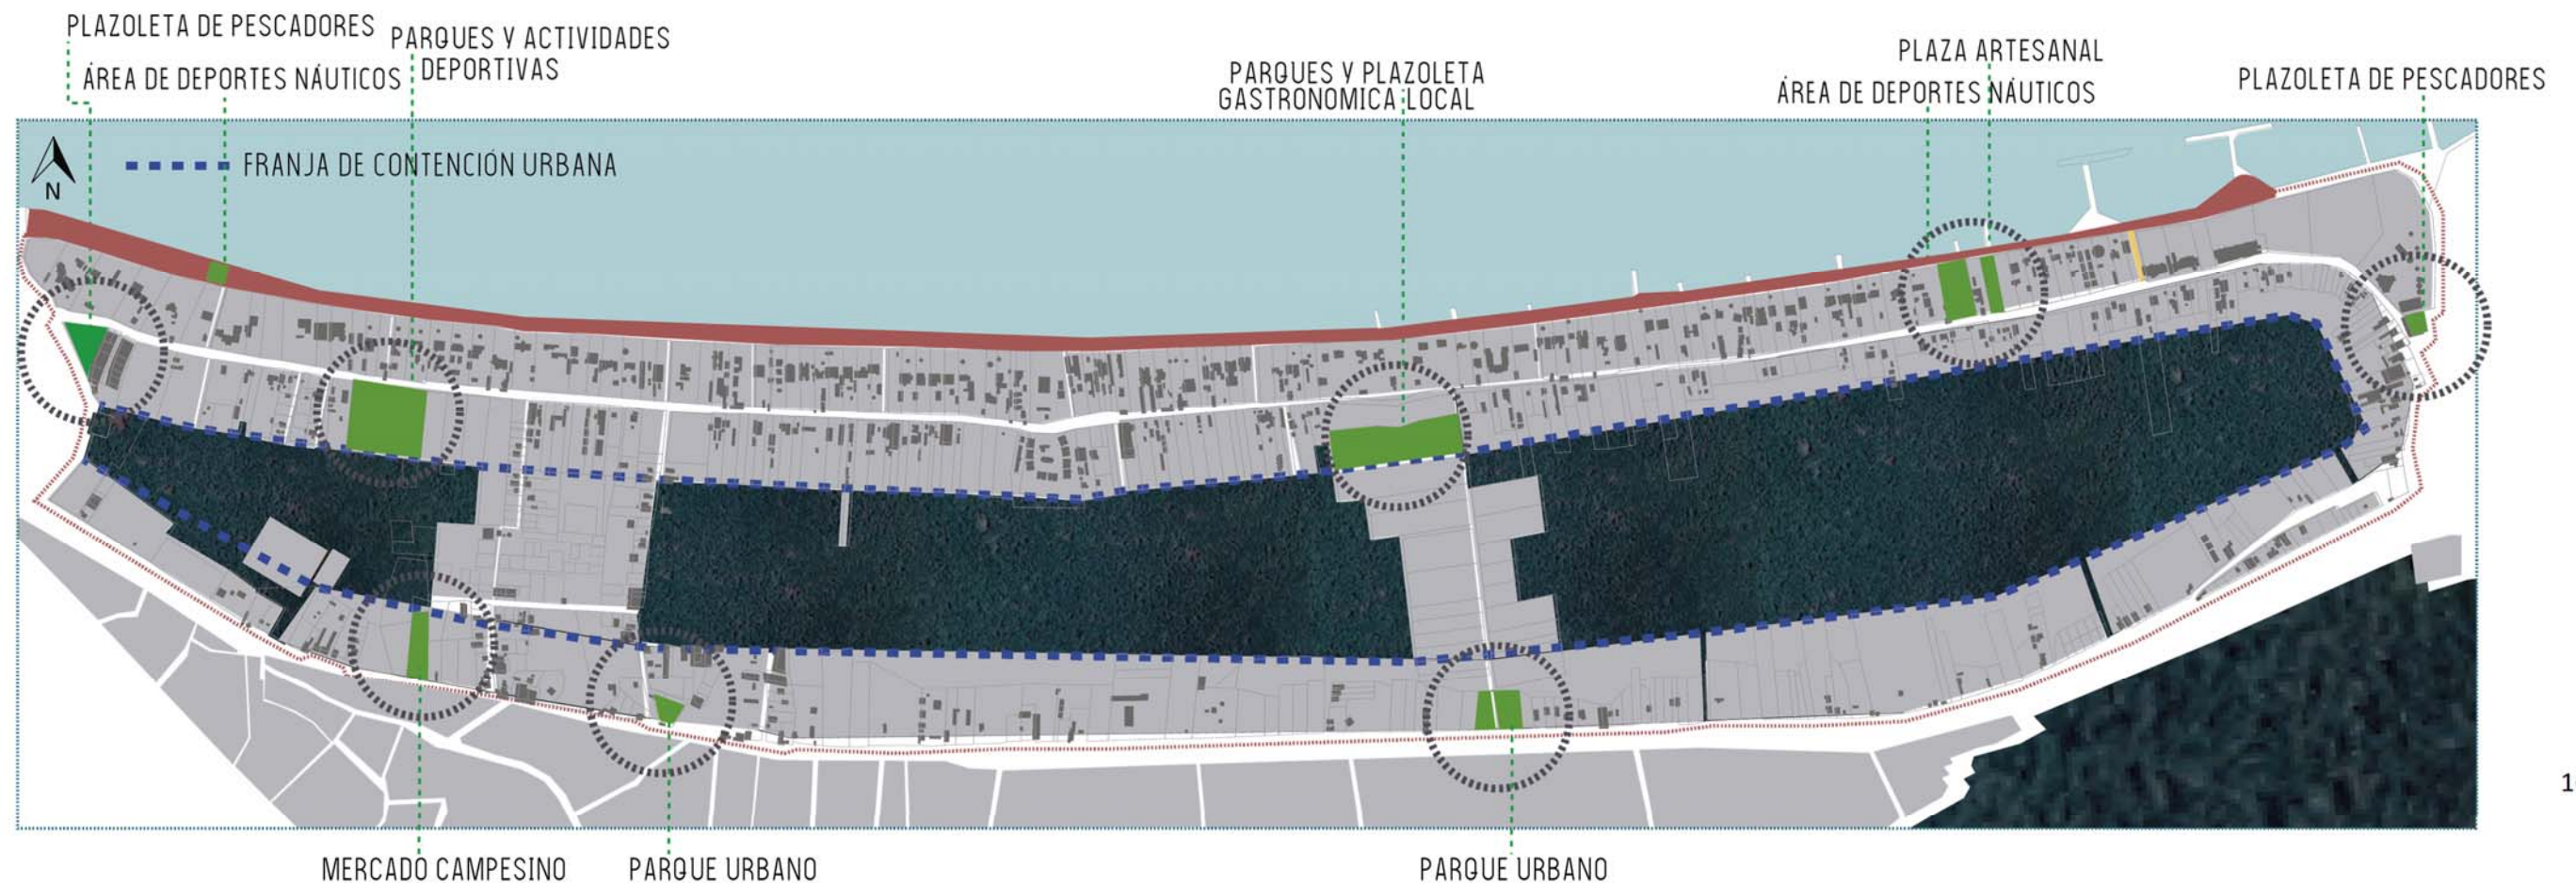 PLAZOLETA DE PESCADORES
ÁREA DE DEPORTES NÁUTICOS
PARQUES Y ACTIVIDADES
DEPORTIVAS
PARQUES Y PLAZOLETA
GASTRONOMICA LOCAL
PLAZA ARTESANAL
ÁREA DE DEPORTES NÁUTICOS
PLAZOLETA DE PESCADORES
N
FRANJA DE CONTENCIÓN URBANA
MERCADO CAMPESINO
PARQUE URBANO
PARQUE URBANO
1